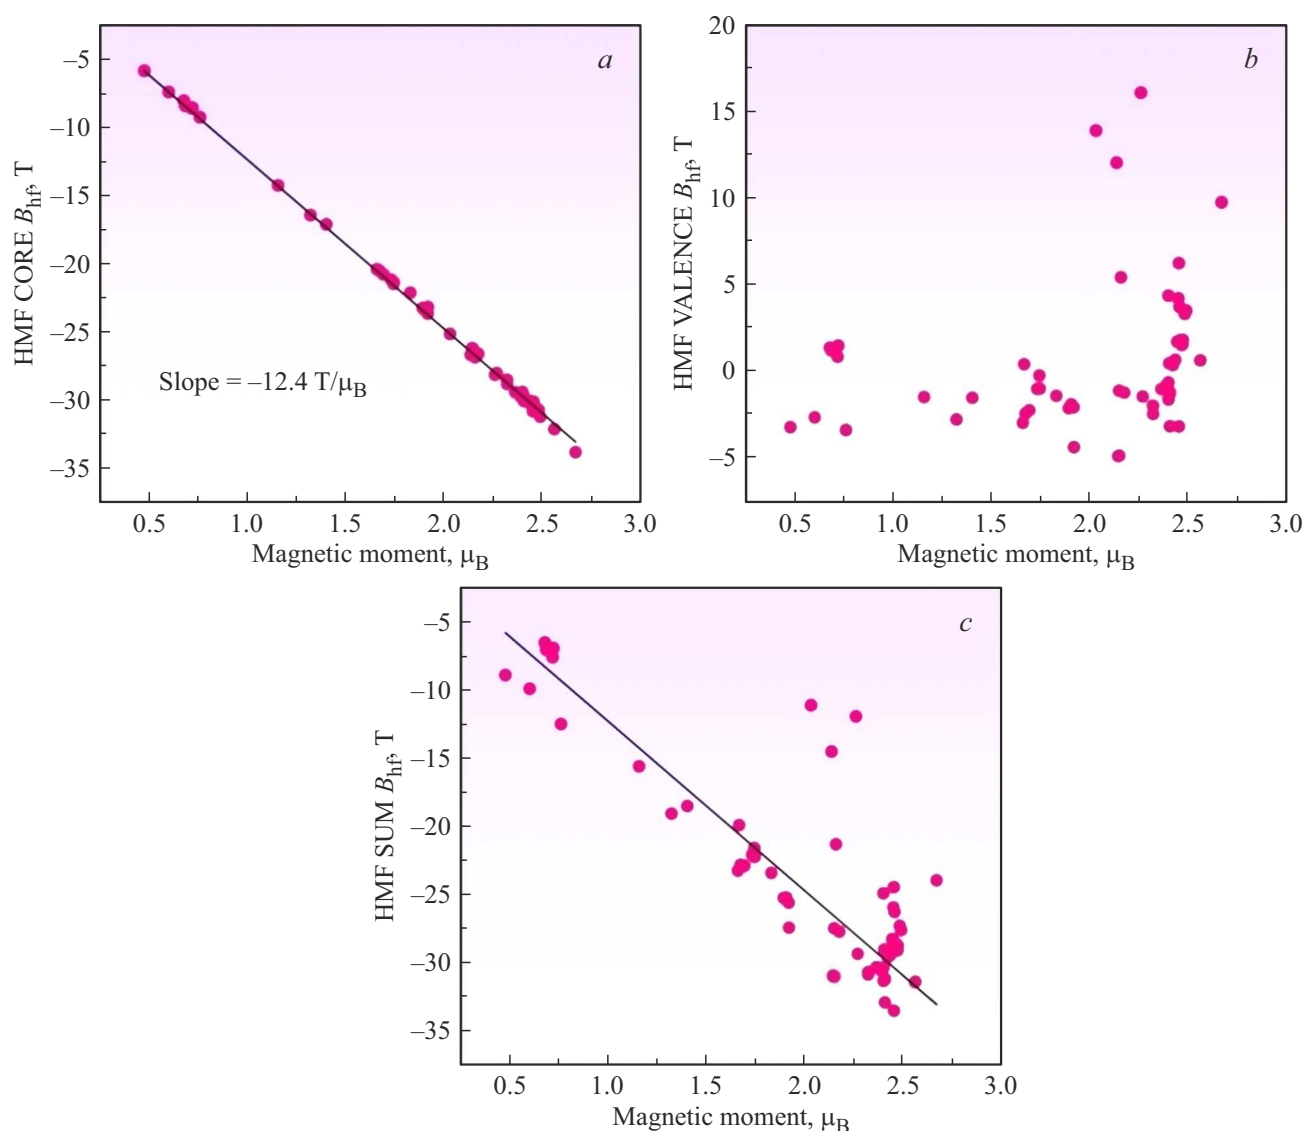 a
HMF CORE B_hf, T
−5
−10
−15
−20
−25
−30
−35
Slope = −12.4 T/μ_B
0.5 1.0 1.5 2.0 2.5 3.0
Magnetic moment, μ_B
b
HMF VALENCE B_hf, T
20
15
10
5
0
−5
0.5 1.0 1.5 2.0 2.5 3.0
Magnetic moment, μ_B
c
HMF SUM B_hf, T
−5
−10
−15
−20
−25
−30
−35
0.5 1.0 1.5 2.0 2.5 3.0
Magnetic moment, μ_B